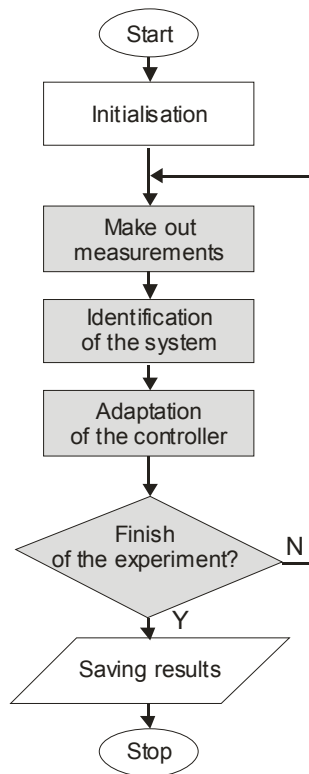 Start
Initialisation
Make out
measurements
Identification
of the system
Adaptation
of the controller
Finish
of the experiment?
N
Y
Saving results
Stop